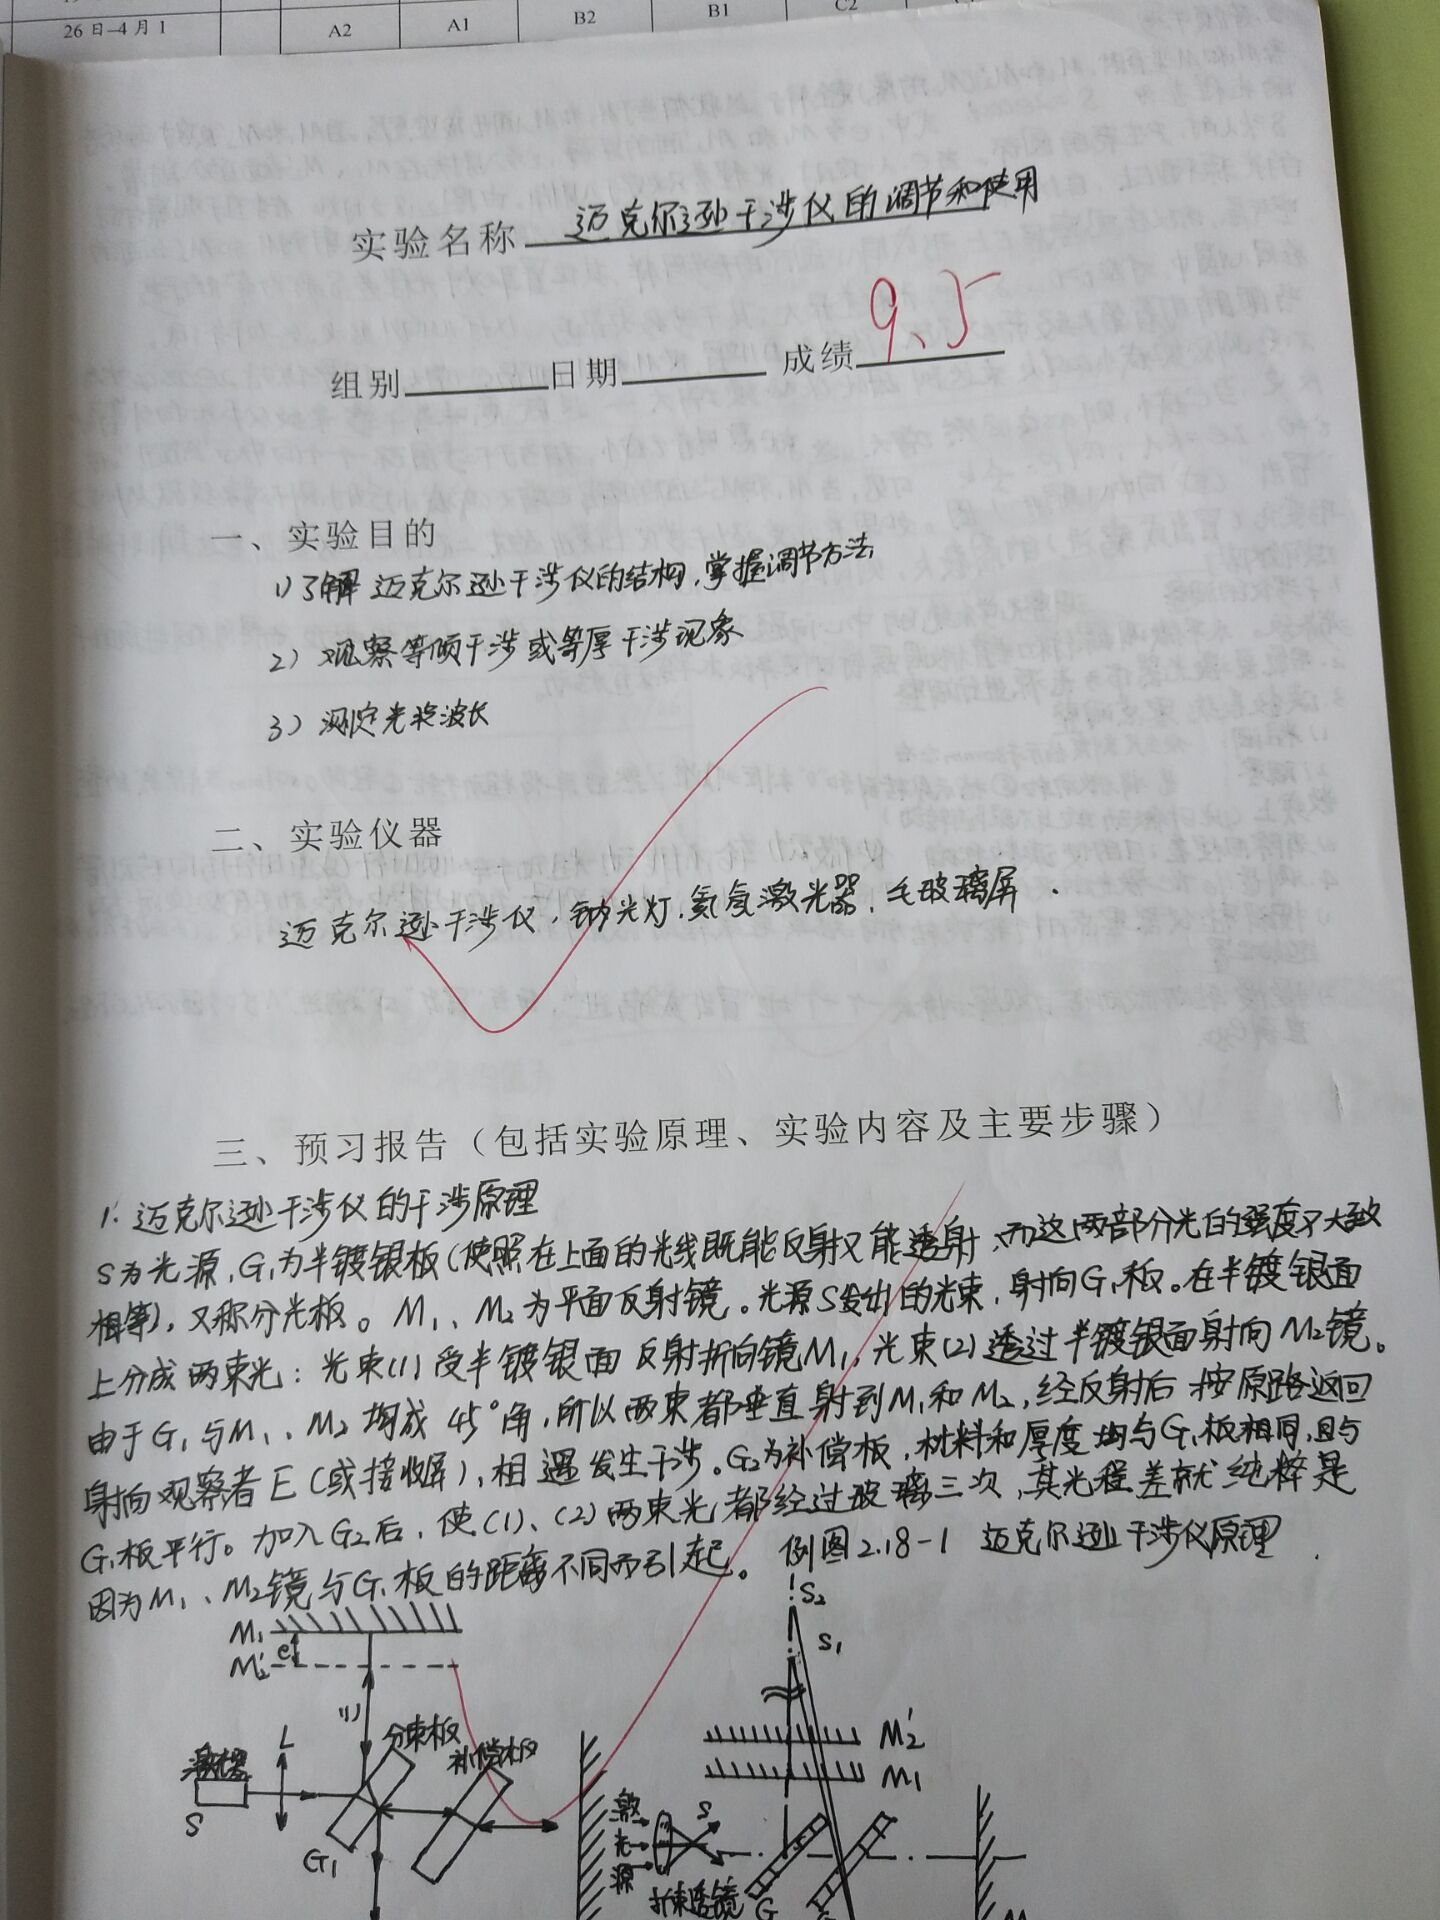 26日—4月1
A2
A1
B2
B1
C2
实验名称 迈克尔逊干涉仪的调节和使用
组别 日期 成绩 9.5
一、实验目的
1)了解迈克尔逊干涉仪的结构,掌握调节方法
2)观察等倾干涉或等厚干涉现象
3)测定光波波长
二、实验仪器
迈克尔逊干涉仪,钠光灯,氦氖激光器,毛玻璃屏.
三、预习报告(包括实验原理、实验内容及主要步骤)
1.迈克尔逊干涉仪的干涉原理
S为光源,G₁为半镀银板(使照在上面的光线既能反射又能透射,而这两部分光的强度又大致
相等),又称分光板。M₁、M₂为平面反射镜。光源S发出的光束,射向G₁板。在半镀银面
上分成两束光:光束(1)受半镀银面反射折向镜M₁,光束(2)透过半镀银面射向M₂镜。
由于G₁与M₁、M₂均成45°角,所以两束都垂直射到M₁和M₂,经反射后按原路返回
射向观察者E(或接收屏),相遇发生干涉。G₂为补偿板,材料和厚度均与G₁板相同,且与
G₁板平行。加入G₂后,使(1)、(2)两束光都经过玻璃三次,其光程差就纯粹是
因为M₁、M₂镜与G₁板的距离不同而引起。例图2.18-1 迈克尔逊干涉仪原理.
S₂
M₁
e
M₂′
S₁
(1)
M₂′
M₁
分束板
补偿板
激光器
L
S
G₁
激光源
S
扩束透镜
G